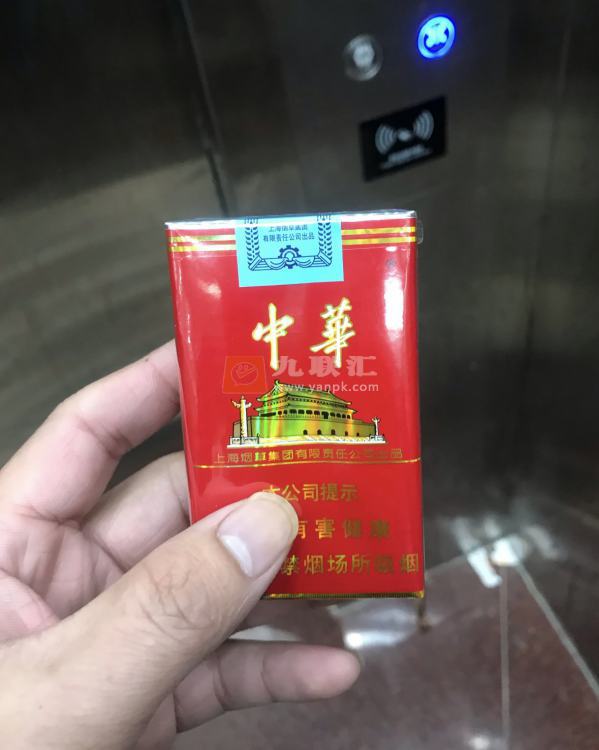 上海烟草集团
有限责任公司出品
中華
九联汇
www.yanpk.com
上海烟草集团有限责任公司出品
本公司提示
有害健康
禁烟场所吸烟